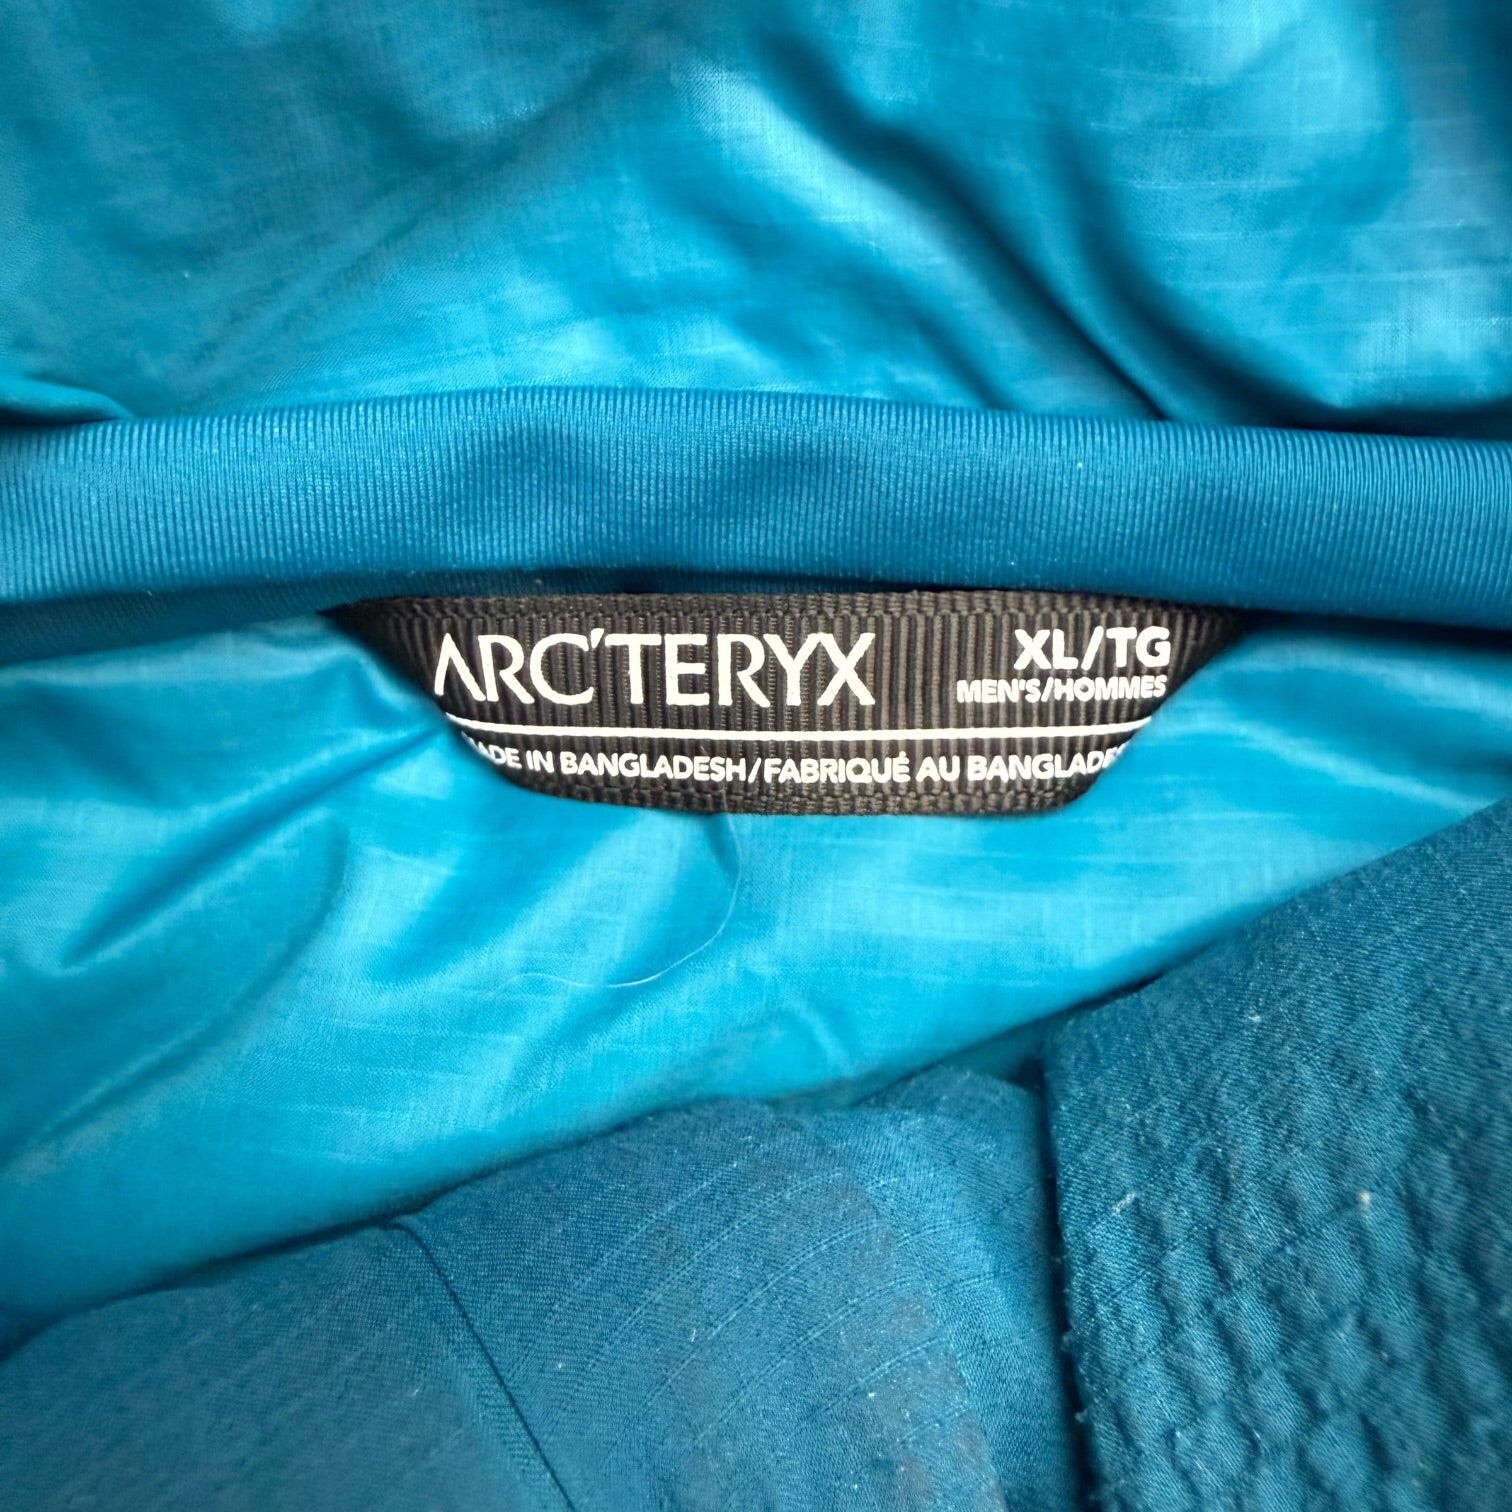 ARC'TERYX
XL/TG
MEN'S/HOMMES
MADE IN BANGLADESH/FABRIQUÉ AU BANGLADESH